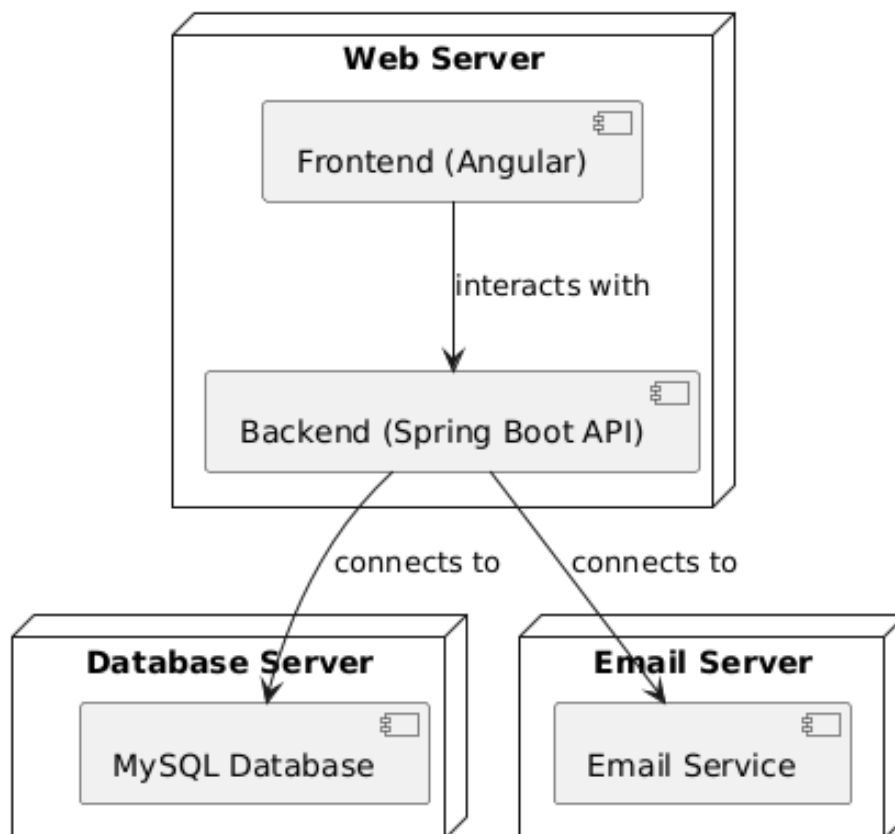 Web Server
Frontend (Angular)
interacts with
Backend (Spring Boot API)
connects to
connects to
Database Server
Email Server
MySQL Database
Email Service